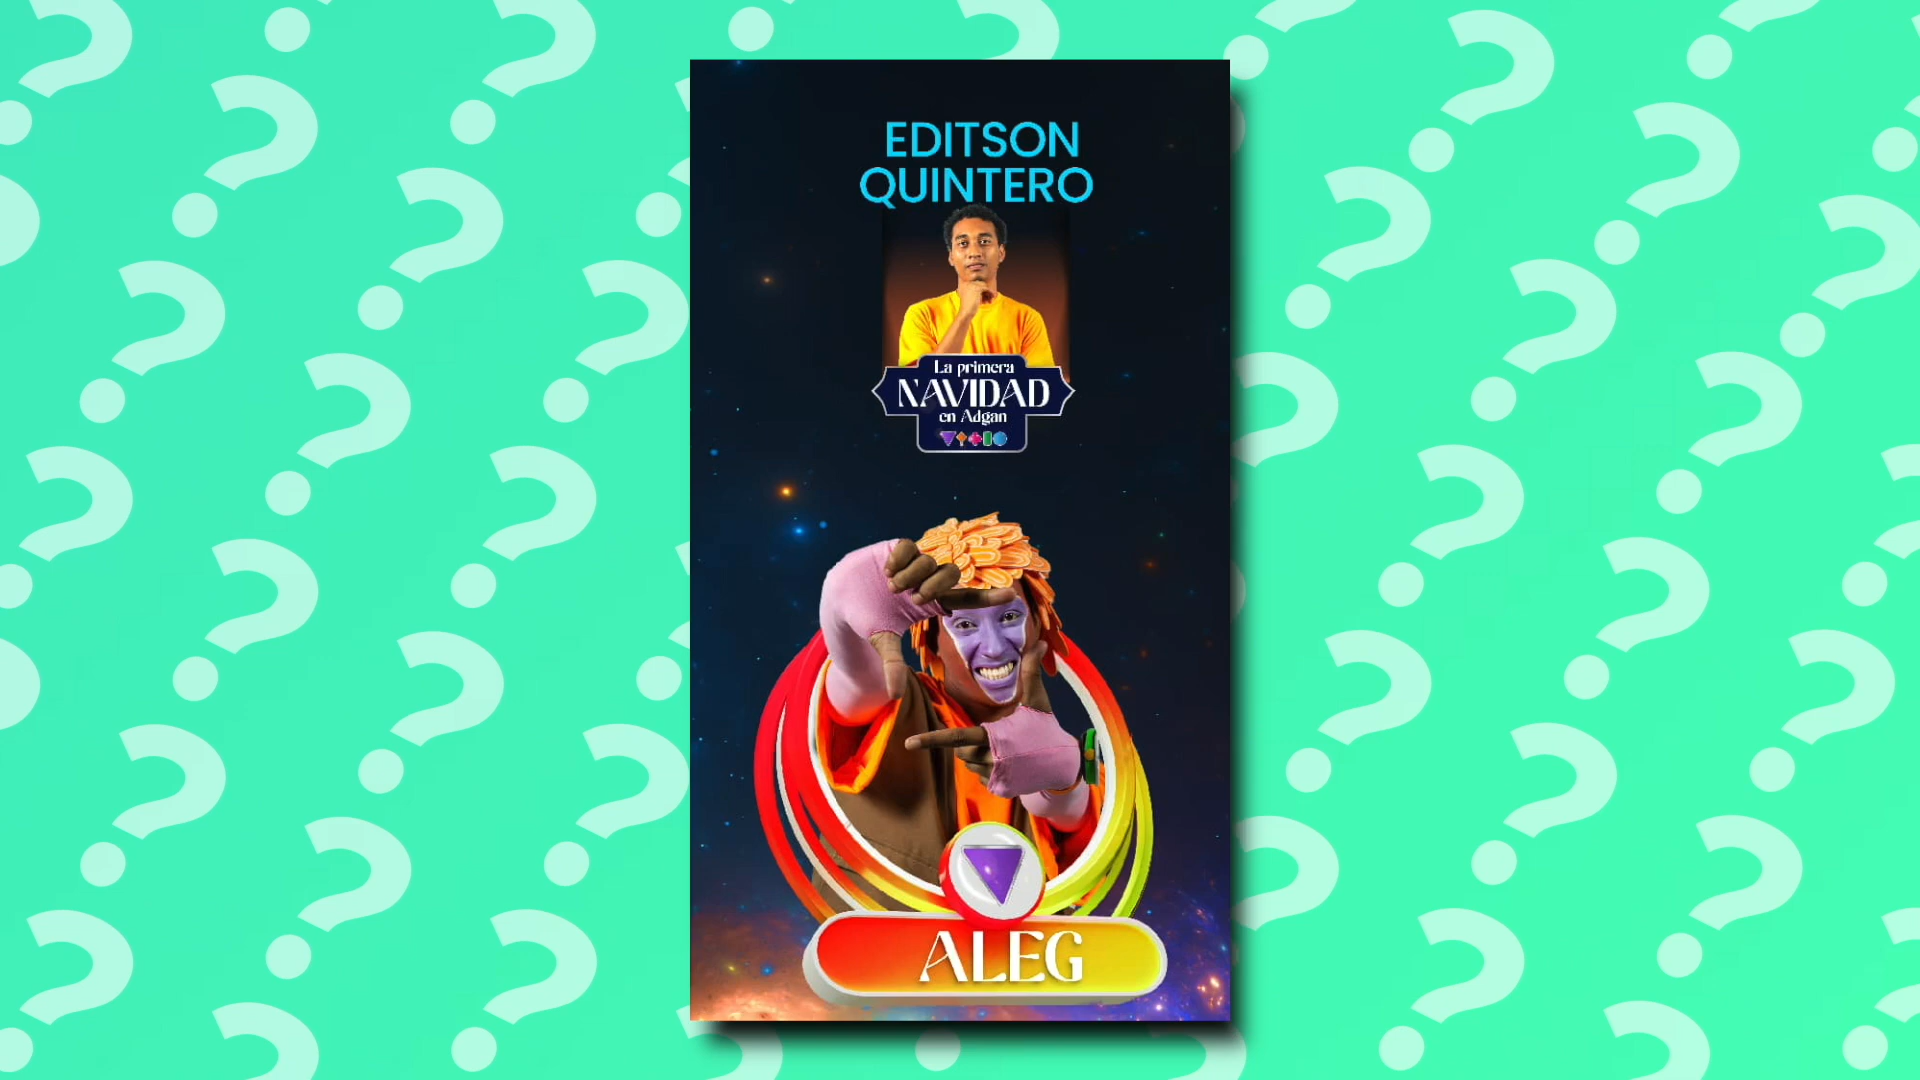 EDITSON
QUINTERO
La primera
NAVIDAD
en Adgan
ALEG